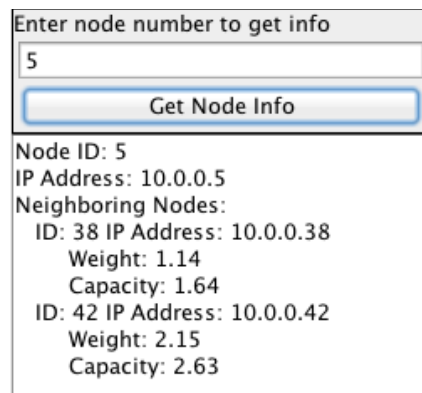 Enter node number to get info
5
Get Node Info
Node ID: 5
IP Address: 10.0.0.5
Neighboring Nodes:
ID: 38 IP Address: 10.0.0.38
Weight: 1.14
Capacity: 1.64
ID: 42 IP Address: 10.0.0.42
Weight: 2.15
Capacity: 2.63